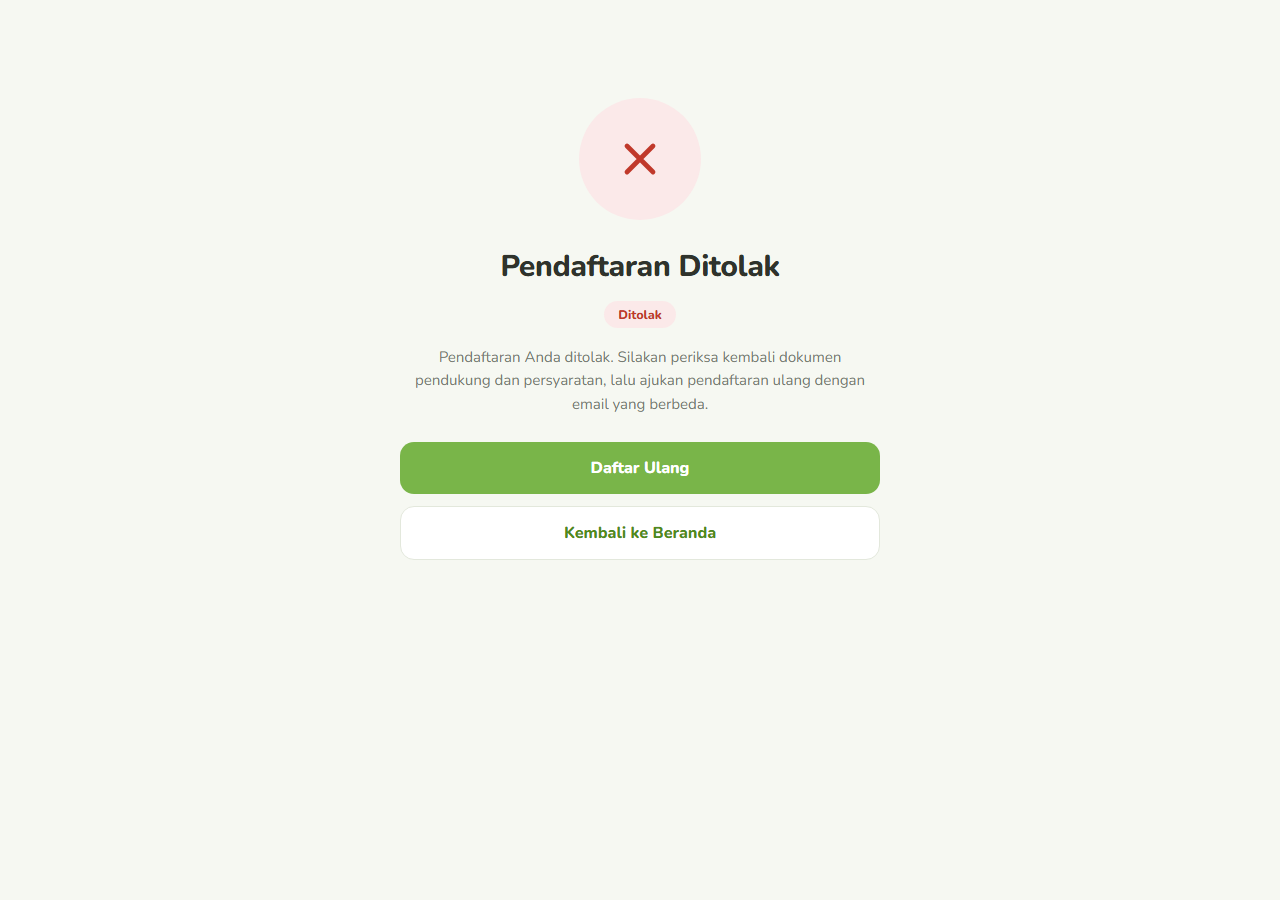 Pendaftaran Ditolak
Ditolak
Pendaftaran Anda ditolak. Silakan periksa kembali dokumen
pendukung dan persyaratan, lalu ajukan pendaftaran ulang dengan
email yang berbeda.
Daftar Ulang
Kembali ke Beranda